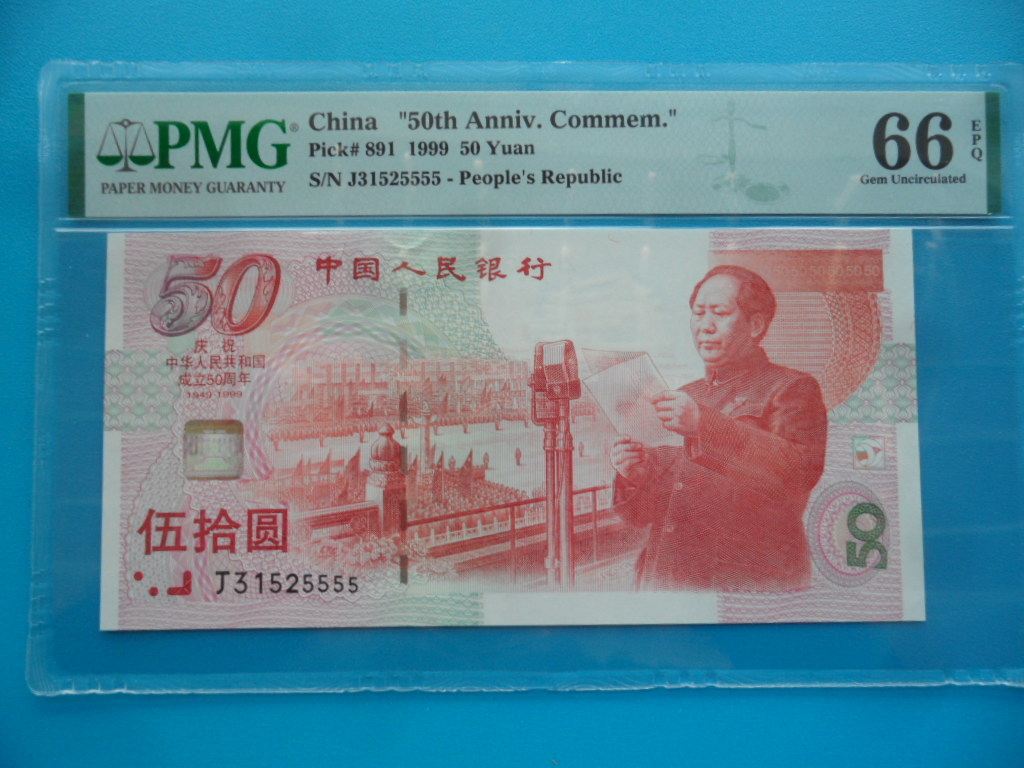 PMG®
PAPER MONEY GUARANTY
China "50th Anniv. Commem."
Pick# 891 1999 50 Yuan
S/N J31525555 - People's Republic
66
EPQ
Gem Uncirculated
50
中国人民银行
庆祝
中华人民共和国
成立50周年
1949-1999
伍拾圆
J31525555
50